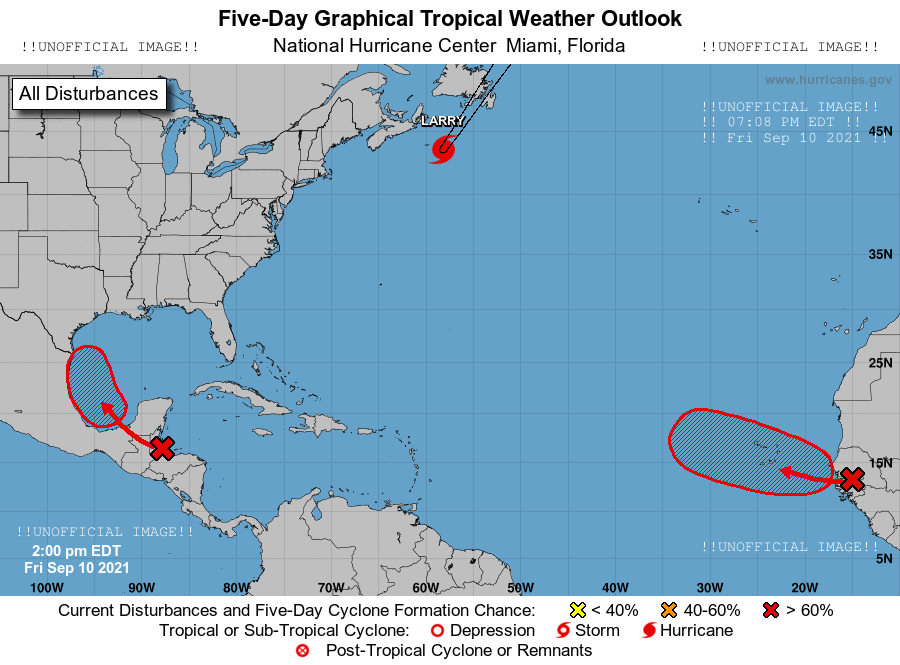 Five-Day Graphical Tropical Weather Outlook
!!UNOFFICIAL IMAGE!! National Hurricane Center Miami, Florida !!UNOFFICIAL IMAGE!!
www.hurricanes.gov
All Disturbances
!!UNOFFICIAL IMAGE!!
!! 07:08 PM EDT !!
!! Fri Sep 10 2021 !!
LARRY
45N
35N
25N
15N
!!UNOFFICIAL IMAGE!!
2:00 pm EDT
Fri Sep 10 2021
!!UNOFFICIAL IMAGE!!
5N
100W 90W 80W 70W 60W 50W 40W 30W 20W
Current Disturbances and Five-Day Cyclone Formation Chance: < 40% 40-60% > 60%
Tropical or Sub-Tropical Cyclone: Depression Storm Hurricane
Post-Tropical Cyclone or Remnants